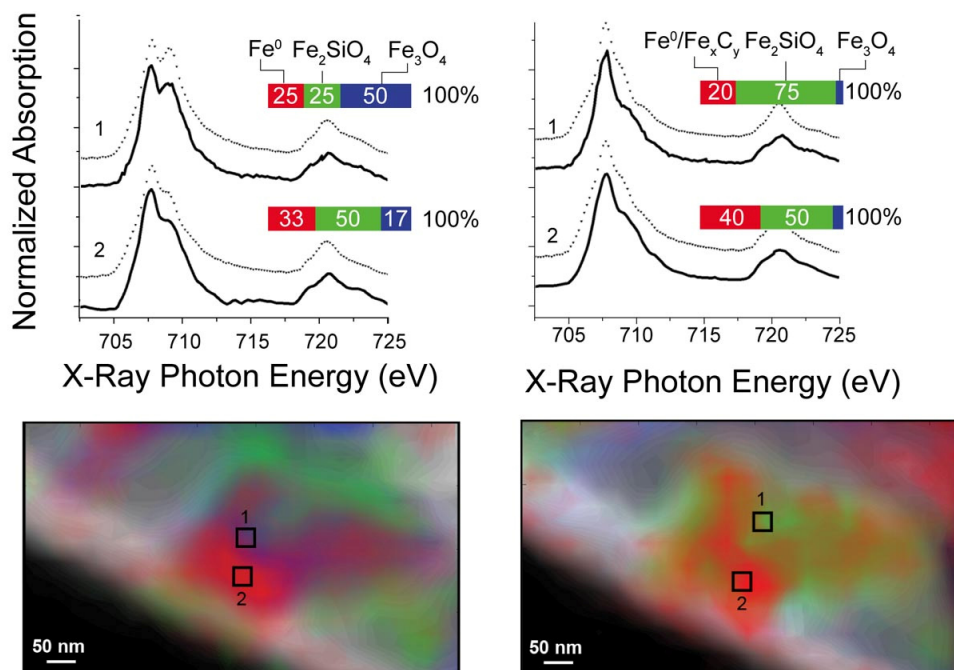 Normalized Absorption
Fe⁰ Fe₂SiO₄ Fe₃O₄
25 25 50 100%
1
33 50 17 100%
2
705 710 715 720 725
X-Ray Photon Energy (eV)
Fe⁰/FeₓCᵧ Fe₂SiO₄ Fe₃O₄
20 75 100%
1
40 50 100%
2
705 710 715 720 725
X-Ray Photon Energy (eV)
1
2
50 nm
1
2
50 nm